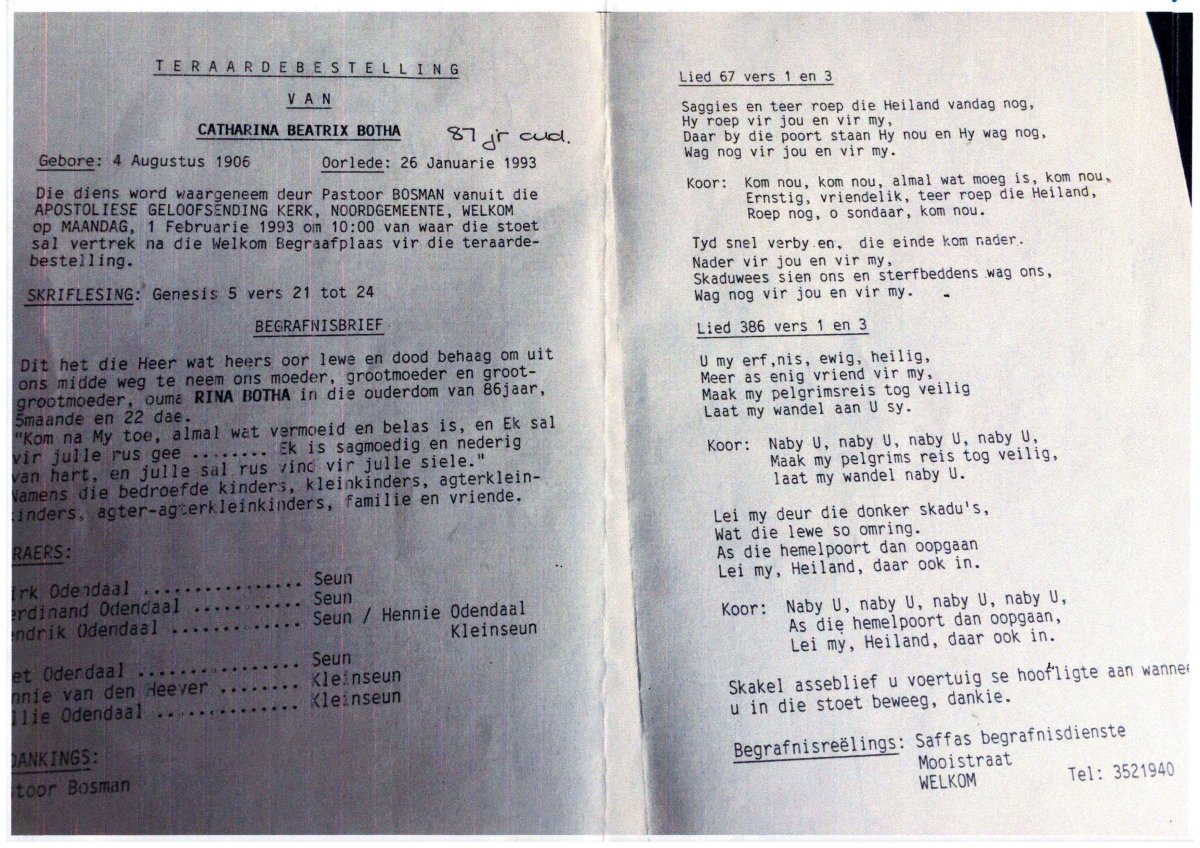 TERAARDEBESTELLING
VAN
CATHARINA BEATRIX BOTHA 87 jr oud.
Gebore: 4 Augustus 1906 Oorlede: 26 Januarie 1993
Die diens word waargeneem deur Pastoor BOSMAN vanuit die
APOSTOLIESE GELOOFSENDING KERK, NOORDGEMEENTE, WELKOM
op MAANDAG, 1 Februarie 1993 om 10:00 van waar die stoet
sal vertrek na die Welkom Begraafplaas vir die teraarde-
bestelling.
SKRIFLESING: Genesis 5 vers 21 tot 24
BEGRAFNISBRIEF
Dit het die Heer wat heers oor lewe en dood behaag om uit
ons midde weg te neem ons moeder, grootmoeder en groot-
grootmoeder, ouma RINA BOTHA in die ouderdom van 86jaar,
5maande en 22 dae.
"Kom na My toe, almal wat vermoeid en belas is, en Ek sal
vir julle rus gee ........ Ek is sagmoedig en nederig
van hart, en julle sal rus vind vir julle siele."
Namens die bedroefde kinders, kleinkinders, agterklein-
kinders, agter-agterkleinkinders, familie en vriende.
RAERS:
irk Odendaal ............... Seun
erdinand Odendaal ........... Seun
endrik Odendaal ............. Seun / Hennie Odendaal
Kleinseun
et Oderdaal ................ Seun
nnie van den Heever ........ Kleinseun
llie Odendaal .............. Kleinseun
DANKINGS:
toor Bosman
Lied 67 vers 1 en 3
Saggies en teer roep die Heiland vandag nog,
Hy roep vir jou en vir my,
Daar by die poort staan Hy nou en Hy wag nog,
Wag nog vir jou en vir my.
Koor: Kom nou, kom nou, almal wat moeg is, kom nou,
Ernstig, vriendelik, teer roep die Heiland,
Roep nog, o sondaar, kom nou.
Tyd snel verby en, die einde kom nader.
Nader vir jou en vir my,
Skaduwees sien ons en sterfbeddens wag ons,
Wag nog vir jou en vir my.
Lied 386 vers 1 en 3
U my erf,nis, ewig, heilig,
Meer as enig vriend vir my,
Maak my pelgrimsreis tog veilig
Laat my wandel aan U sy.
Koor: Naby U, naby U, naby U, naby U,
Maak my pelgrims reis tog veilig,
laat my wandel naby U.
Lei my deur die donker skadu's,
Wat die lewe so omring.
As die hemelpoort dan oopgaan
Lei my, Heiland, daar ook in.
Koor: Naby U, naby U, naby U, naby U,
As die hemelpoort dan oopgaan,
Lei my, Heiland, daar ook in.
Skakel asseblief u voertuig se hoofligte aan wannee
u in die stoet beweeg, dankie.
Begrafnisreëlings: Saffas begrafnisdienste
Mooistraat
WELKOM Tel: 3521940